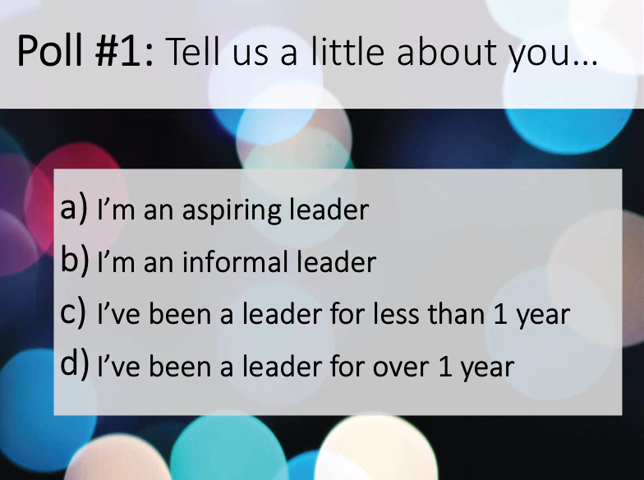 Poll #1: Tell us a little about you...
a) I’m an aspiring leader
b) I’m an informal leader
c) I’ve been a leader for less than 1 year
d) I’ve been a leader for over 1 year